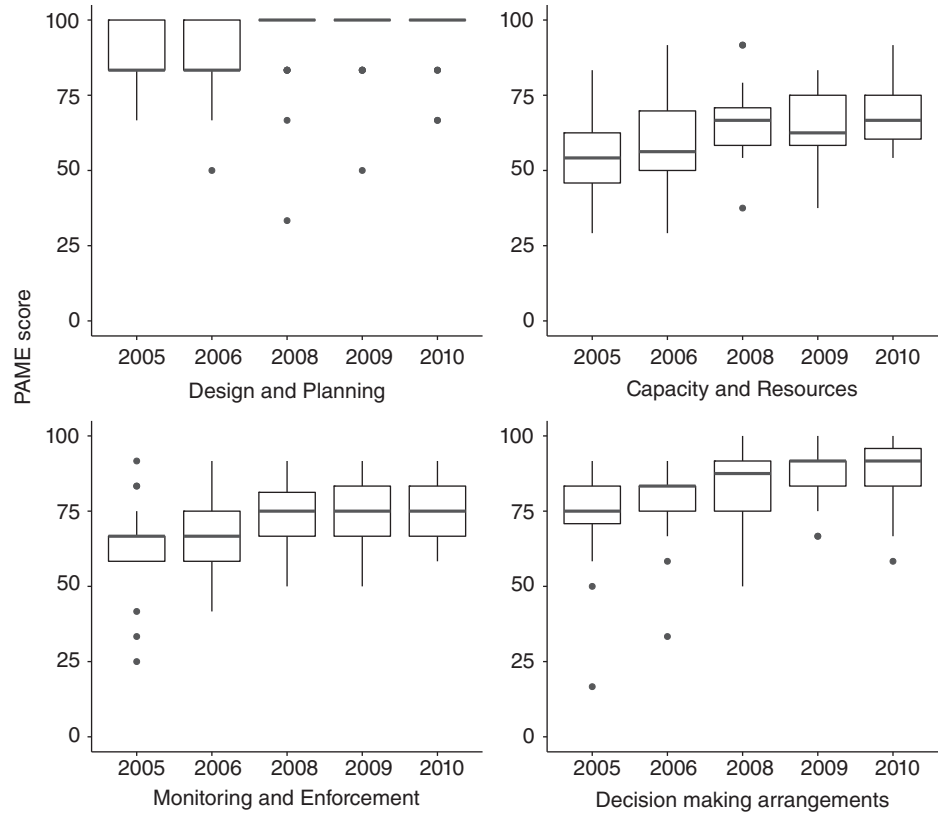 PAME score
100
75
50
25
0
2005 2006 2008 2009 2010
Design and Planning
100
75
50
25
0
2005 2006 2008 2009 2010
Capacity and Resources
100
75
50
25
0
2005 2006 2008 2009 2010
Monitoring and Enforcement
100
75
50
25
0
2005 2006 2008 2009 2010
Decision making arrangements